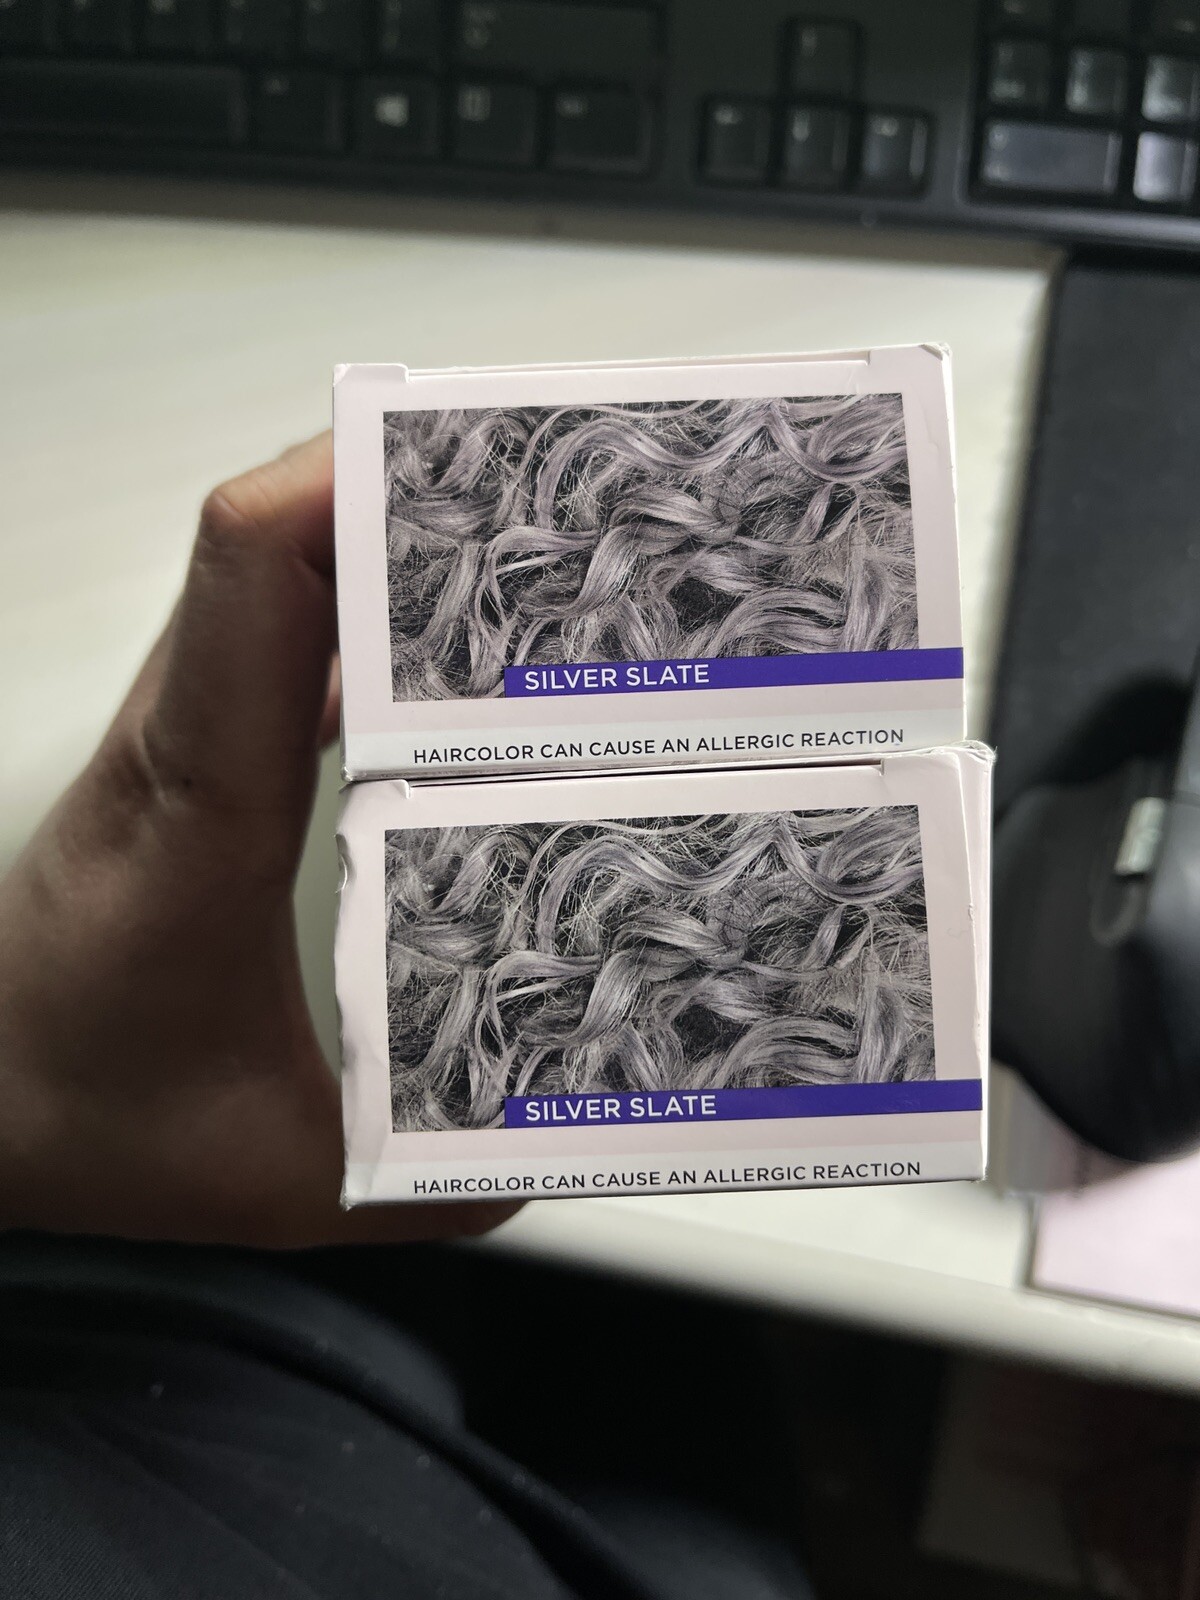 SILVER SLATE
HAIRCOLOR CAN CAUSE AN ALLERGIC REACTION
SILVER SLATE
HAIRCOLOR CAN CAUSE AN ALLERGIC REACTION